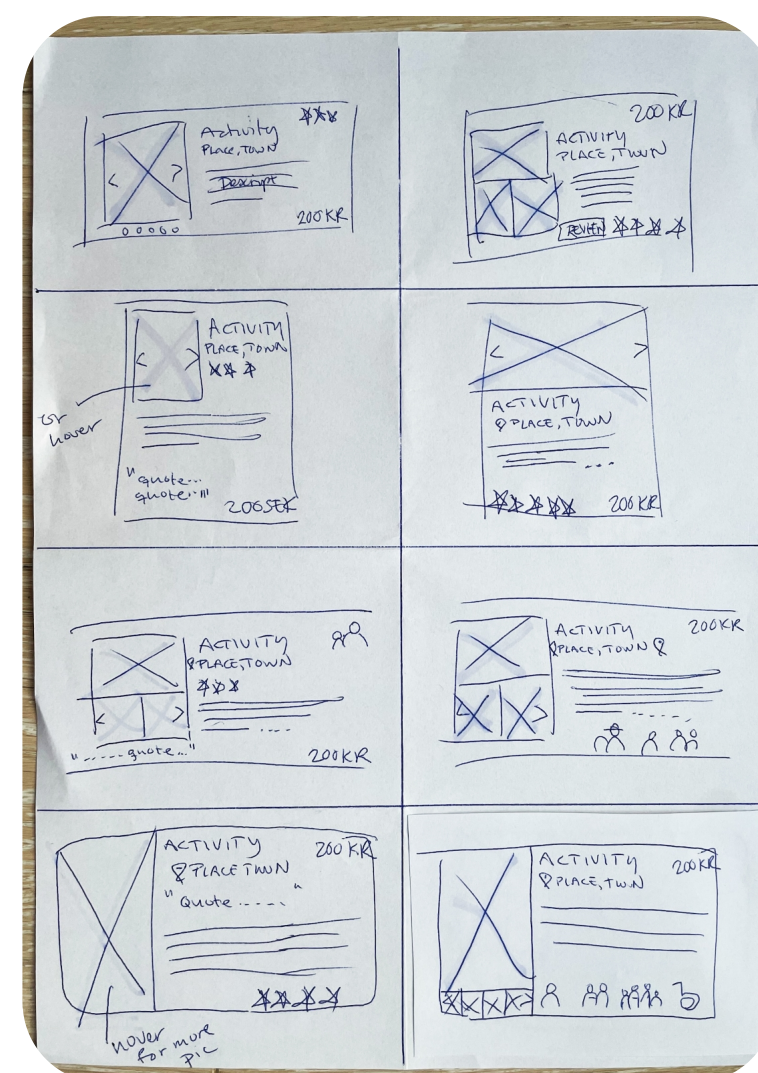 Activity
PLACE, TOWN
Descript
200KR
200KR
ACTIVITY
PLACE, TOWN
REVIEW
ACTIVITY
PLACE, TOWN
hover
"quote...
quote..."
200SEK
ACTIVITY
PLACE, TOWN
...
200KR
ACTIVITY
PLACE, TOWN
"-----quote..."
200KR
ACTIVITY
200KR
PLACE, TOWN
ACTIVITY
200KR
PLACE TOWN
"Quote....."
hover
for more
pic
ACTIVITY
200KR
PLACE, TOWN